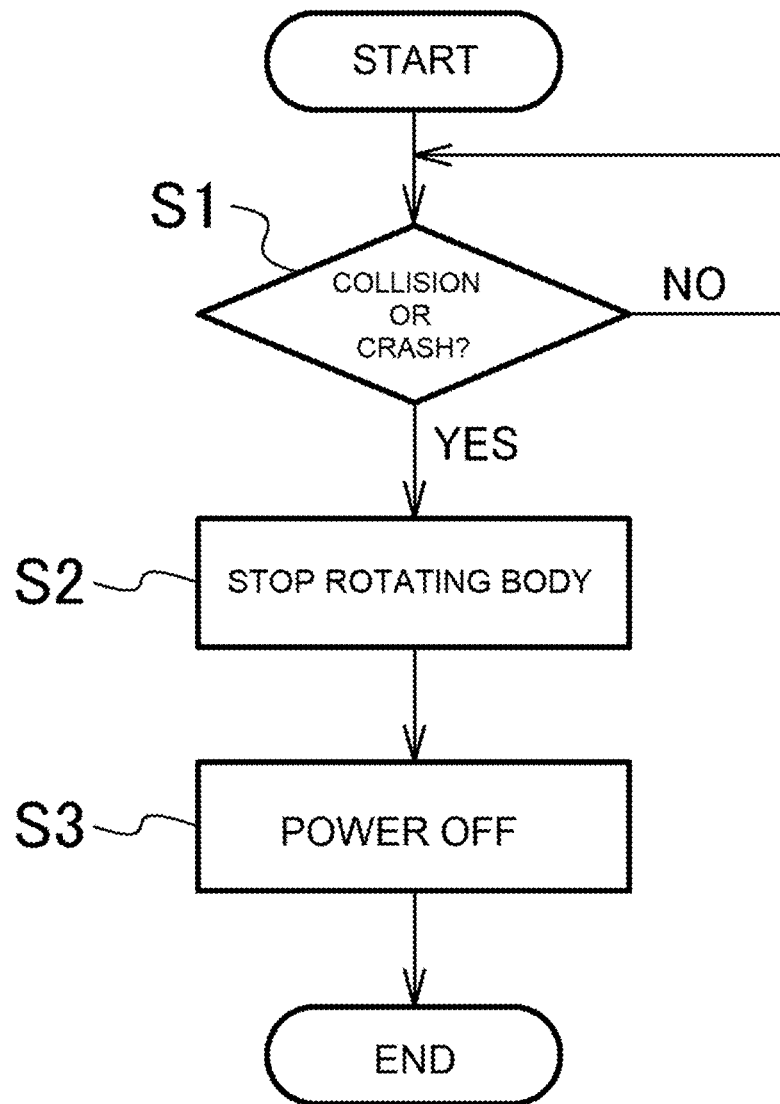 START
S1
COLLISION
OR
CRASH?
NO
YES
S2
STOP ROTATING BODY
S3
POWER OFF
END